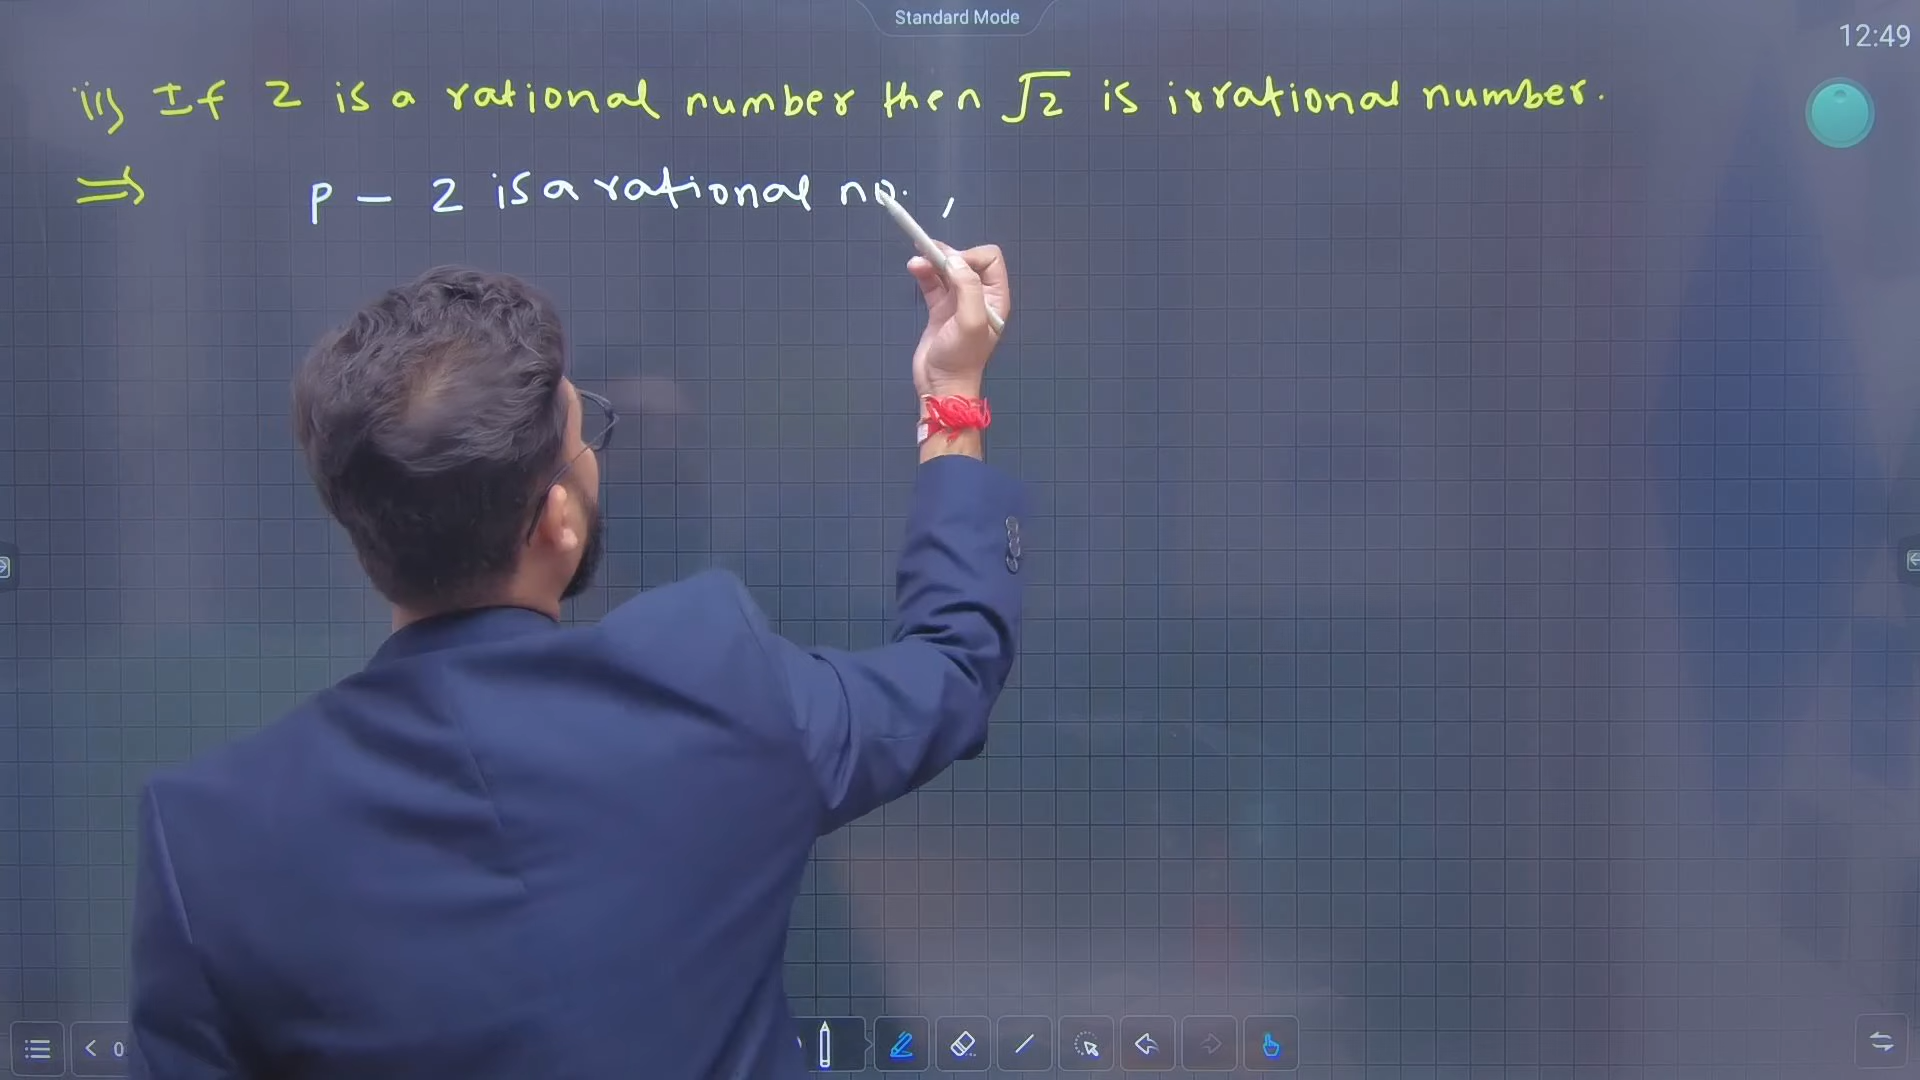 Standard Mode
12:49
ii) If 2 is a rational number then √2 is irrational number.
⇒ p - 2 is a rational no. ,
< 0